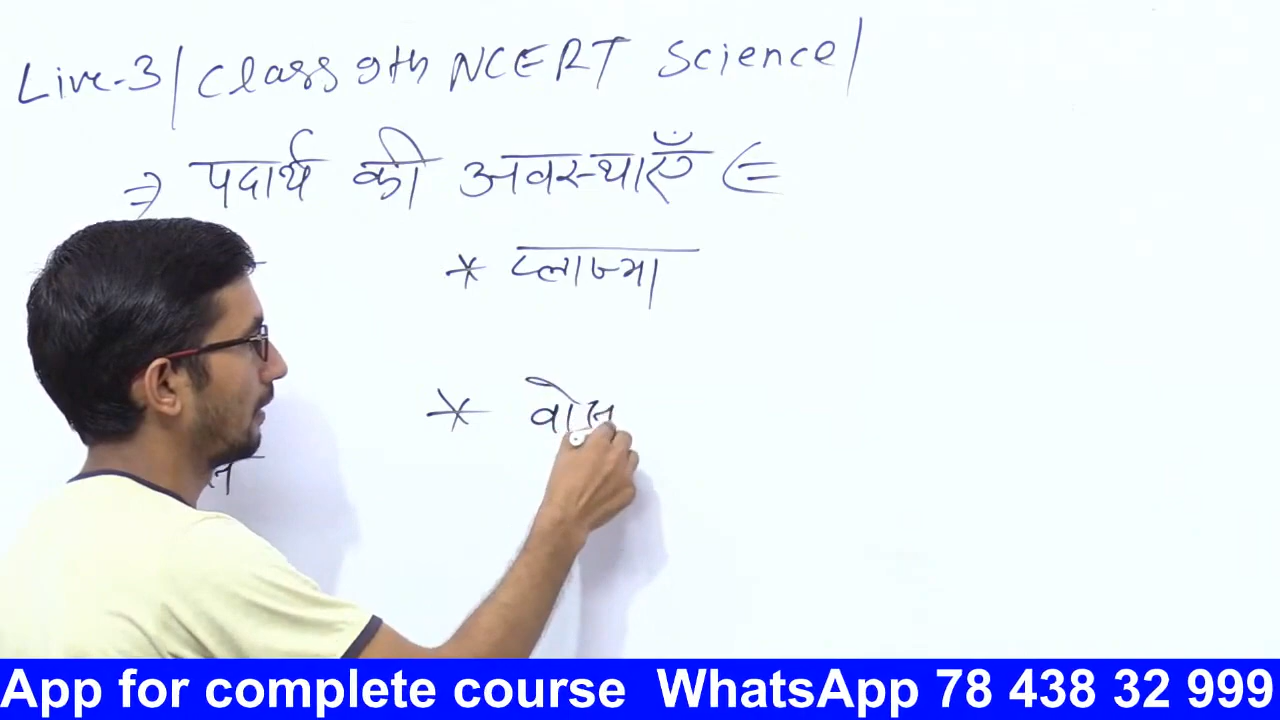 Live-3/ Class 9th NCERT Science/
⇒ पदार्थ की अवस्थाएँ ⇐
* प्लाज्मा
*
App for complete course WhatsApp 78 438 32 999